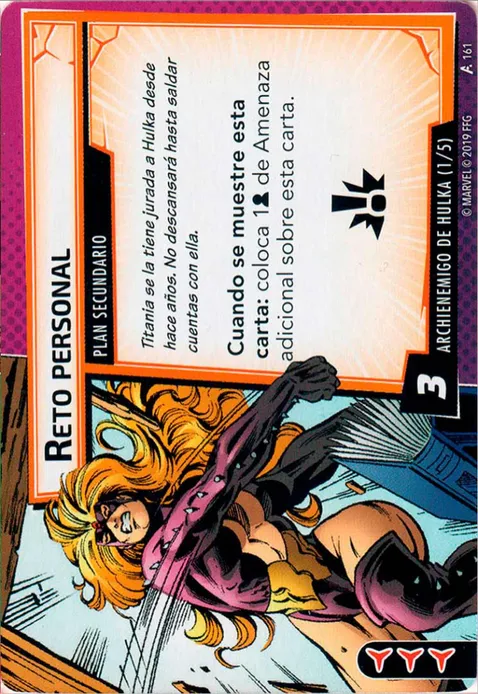 RETO PERSONAL
PLAN SECUNDARIO
Titania se la tiene jurada a Hulka desde
hace años. No descansará hasta saldar
cuentas con ella.
Cuando se muestre esta
carta: coloca 1 de Amenaza
adicional sobre esta carta.
3
ARCHIENEMIGO DE HULKA (1/5)
© MARVEL © 2019 FFG
161